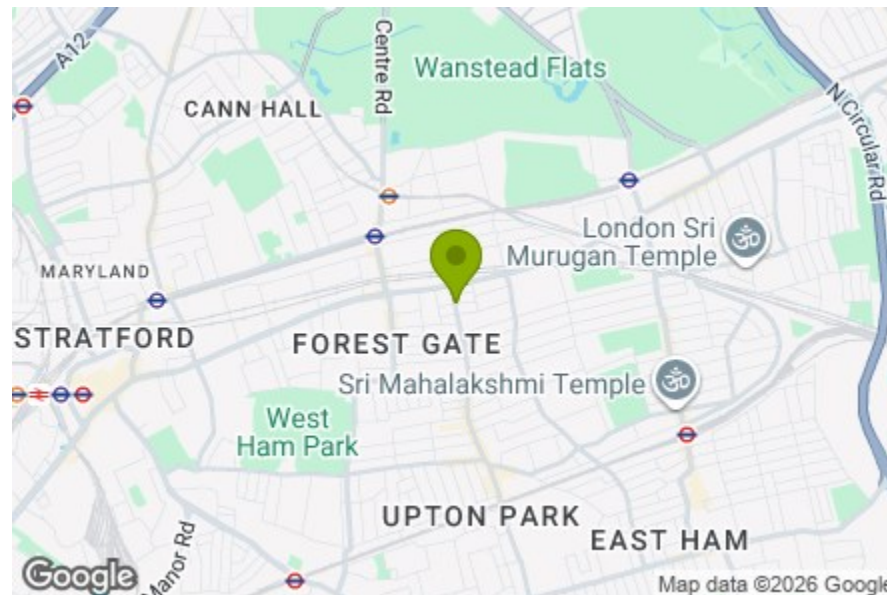 A12
Centre Rd
Wanstead Flats
CANN HALL
N Circular Rd
London Sri
Murugan Temple
MARYLAND
STRATFORD
FOREST GATE
Sri Mahalakshmi Temple
West
Ham Park
UPTON PARK
EAST HAM
Manor Rd
Google
Map data ©2026 Google